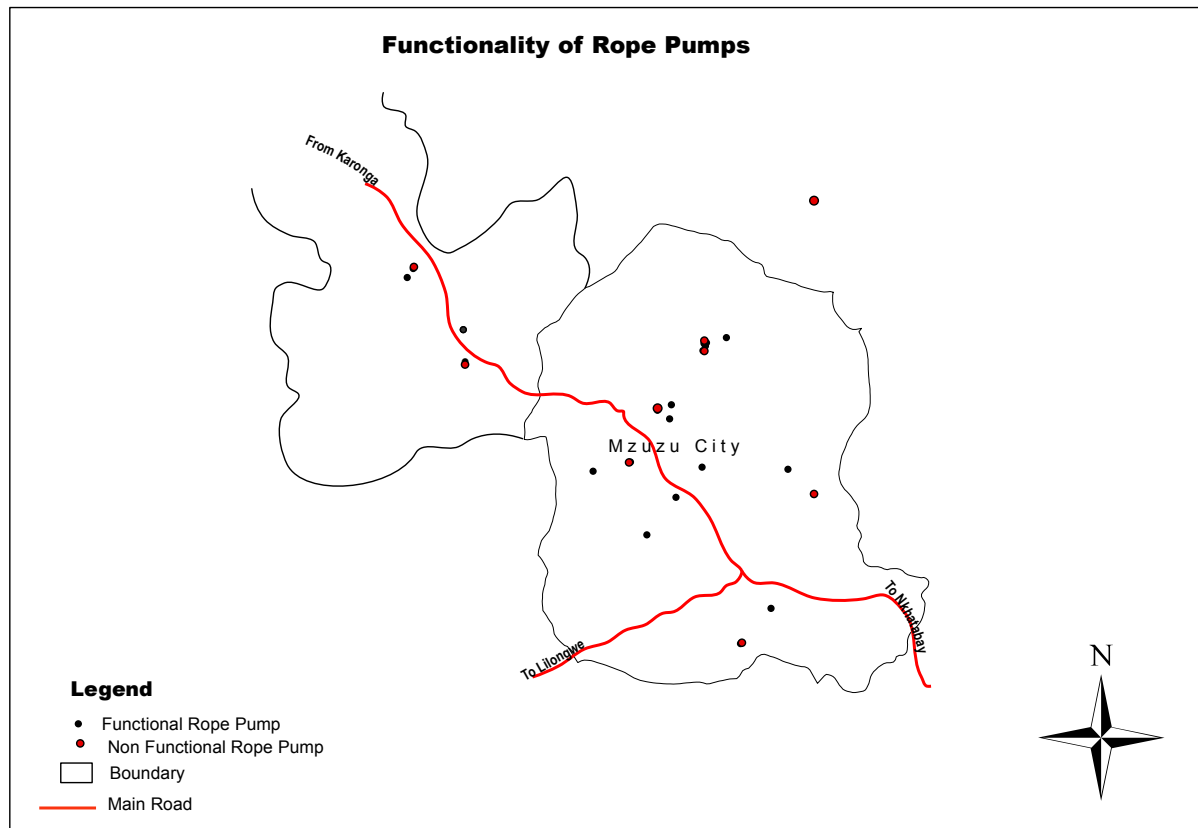 Functionality of Rope Pumps
From Karonga
Mzuzu City
To Nkhatabay
To Lilongwe
N
Legend
Functional Rope Pump
Non Functional Rope Pump
Boundary
Main Road